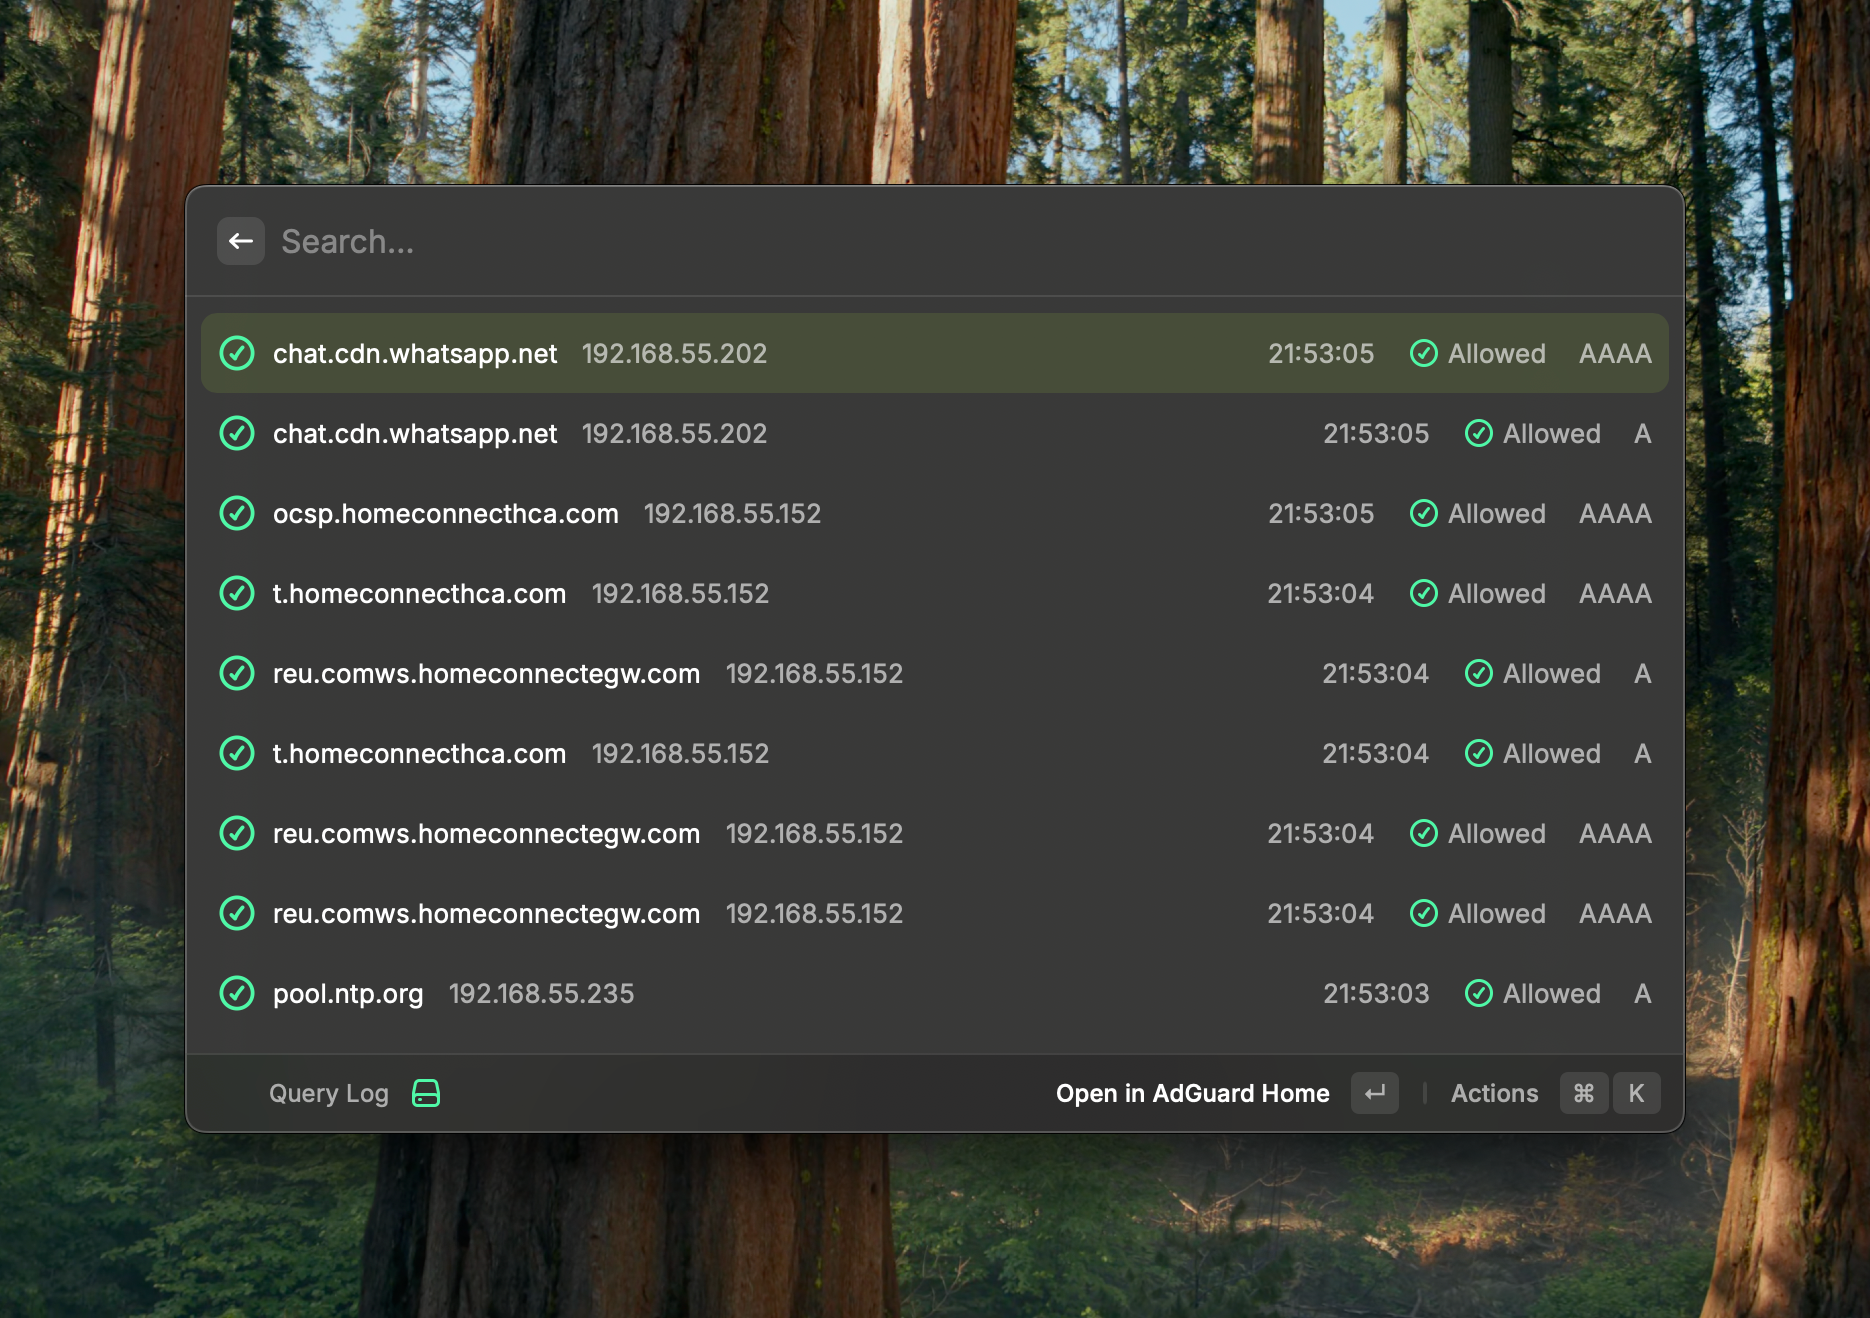 Search...
chat.cdn.whatsapp.net 192.168.55.202 21:53:05 Allowed AAAA
chat.cdn.whatsapp.net 192.168.55.202 21:53:05 Allowed A
ocsp.homeconnecthca.com 192.168.55.152 21:53:05 Allowed AAAA
t.homeconnecthca.com 192.168.55.152 21:53:04 Allowed AAAA
reu.comws.homeconnectegw.com 192.168.55.152 21:53:04 Allowed A
t.homeconnecthca.com 192.168.55.152 21:53:04 Allowed A
reu.comws.homeconnectegw.com 192.168.55.152 21:53:04 Allowed AAAA
reu.comws.homeconnectegw.com 192.168.55.152 21:53:04 Allowed AAAA
pool.ntp.org 192.168.55.235 21:53:03 Allowed A
Query Log Open in AdGuard Home ↵ Actions ⌘ K